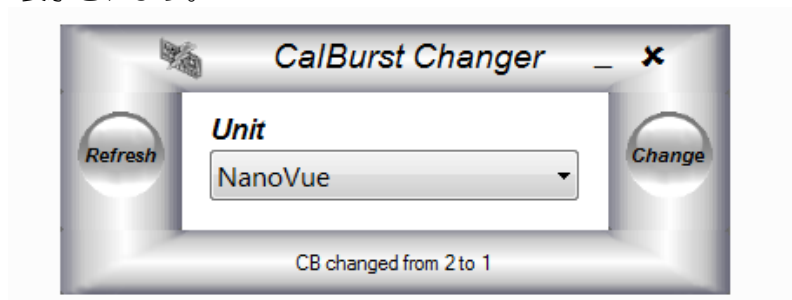 CalBurst Changer
Unit
Refresh
NanoVue
Change
CB changed from 2 to 1